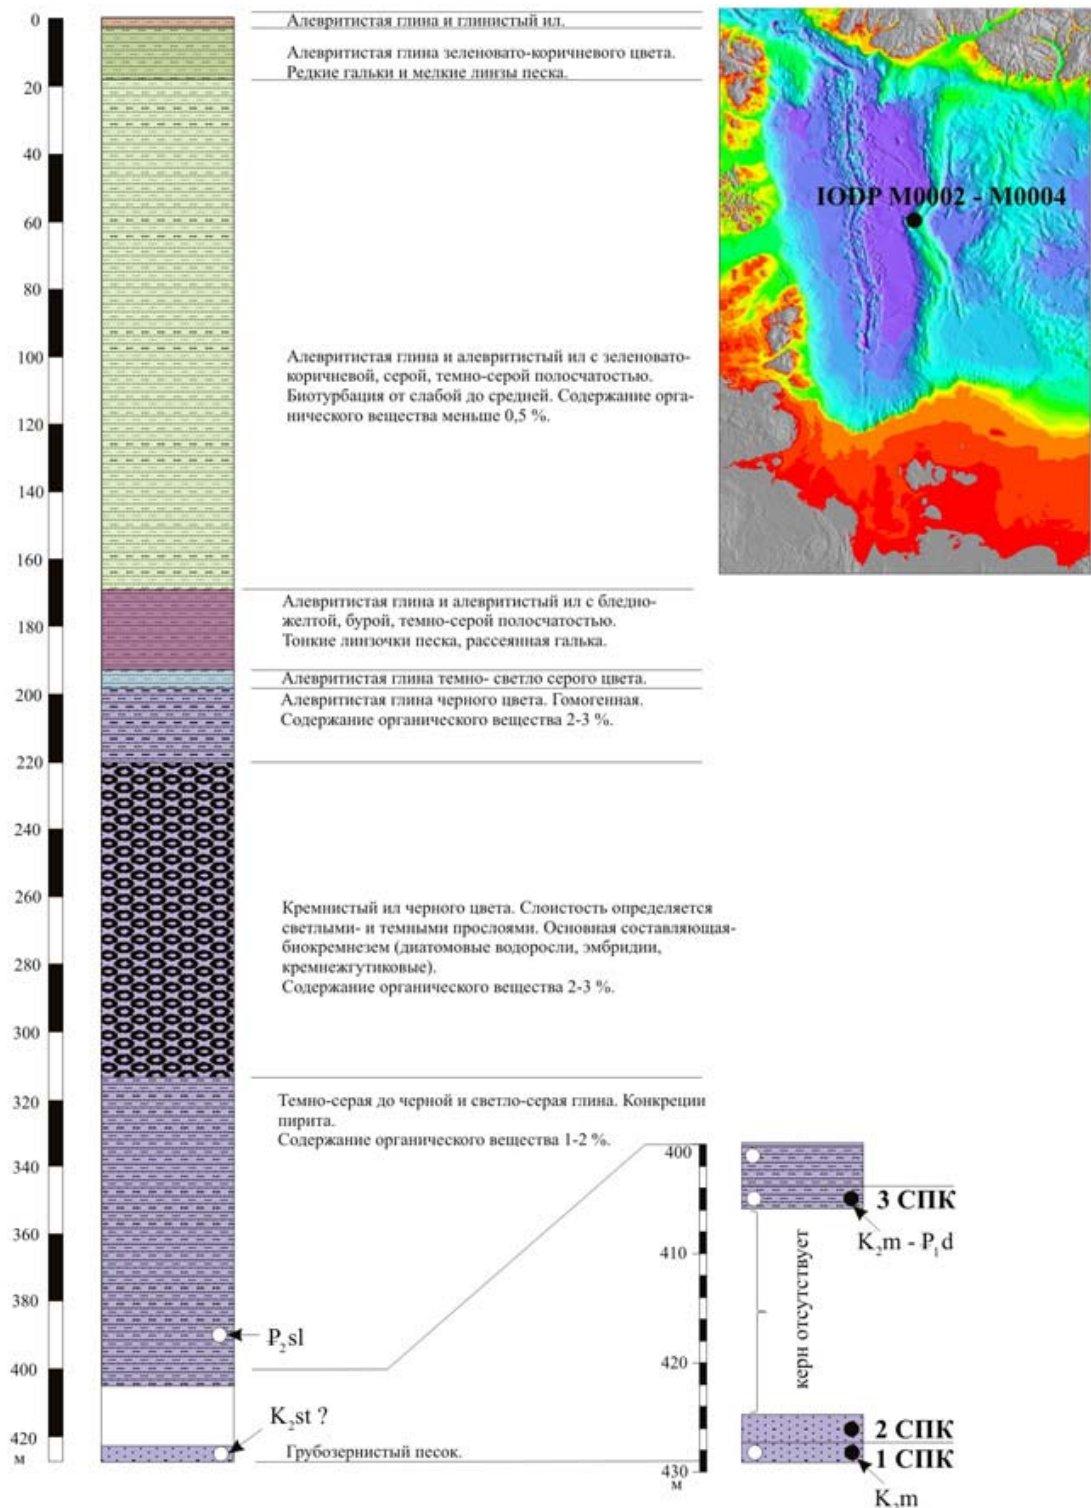 0
20
40
60
80
100
120
140
160
180
200
220
240
260
280
300
320
340
360
380
400
420
м
Алевритистая глина и глинистый ил.
Алевритистая глина зеленовато-коричневого цвета.
Редкие гальки и мелкие линзы песка.
Алевритистая глина и алевритистый ил с зеленовато-
коричневой, серой, темно-серой полосчатостью.
Биотурбация от слабой до средней. Содержание орга-
нического вещества меньше 0,5 %.
Алевритистая глина и алевритистый ил с бледно-
желтой, бурой, темно-серой полосчатостью.
Тонкие линзочки песка, рассеянная галька.
Алевритистая глина темно- светло серого цвета.
Алевритистая глина черного цвета. Гомогенная.
Содержание органического вещества 2-3 %.
Кремнистый ил черного цвета. Слоистость определяется
светлыми- и темными прослоями. Основная составляющая-
биокремнезем (диатомовые водоросли, эмбридии,
кремнежгутиковые).
Содержание органического вещества 2-3 %.
Темно-серая до черной и светло-серая глина. Конкреции
пирита.
Содержание органического вещества 1-2 %.
Р₂sl
K₂st ?
Грубозернистый песок.
IODP M0002 - M0004
400
410
420
430
м
3 СПК
K₂m - Р₁d
керн отсутствует
2 СПК
1 СПК
K₂m